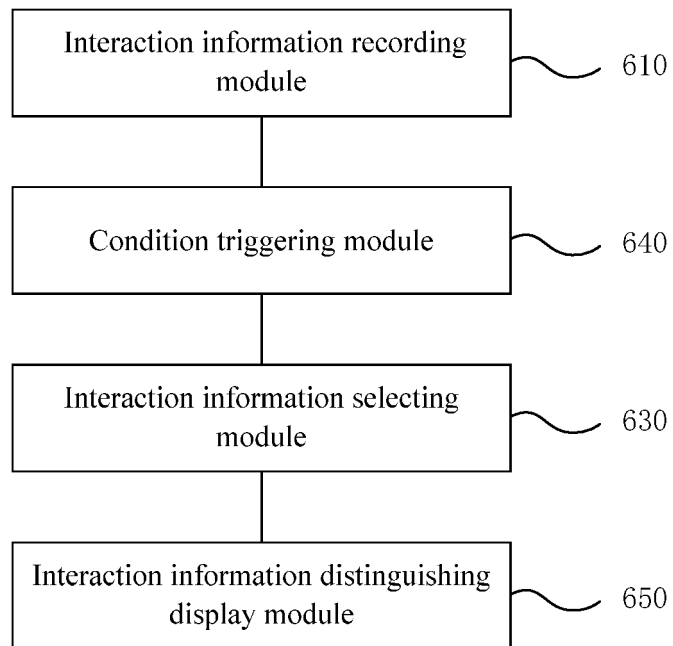 Interaction information recording
module
610
Condition triggering module
640
Interaction information selecting
module
630
Interaction information distinguishing
display module
650